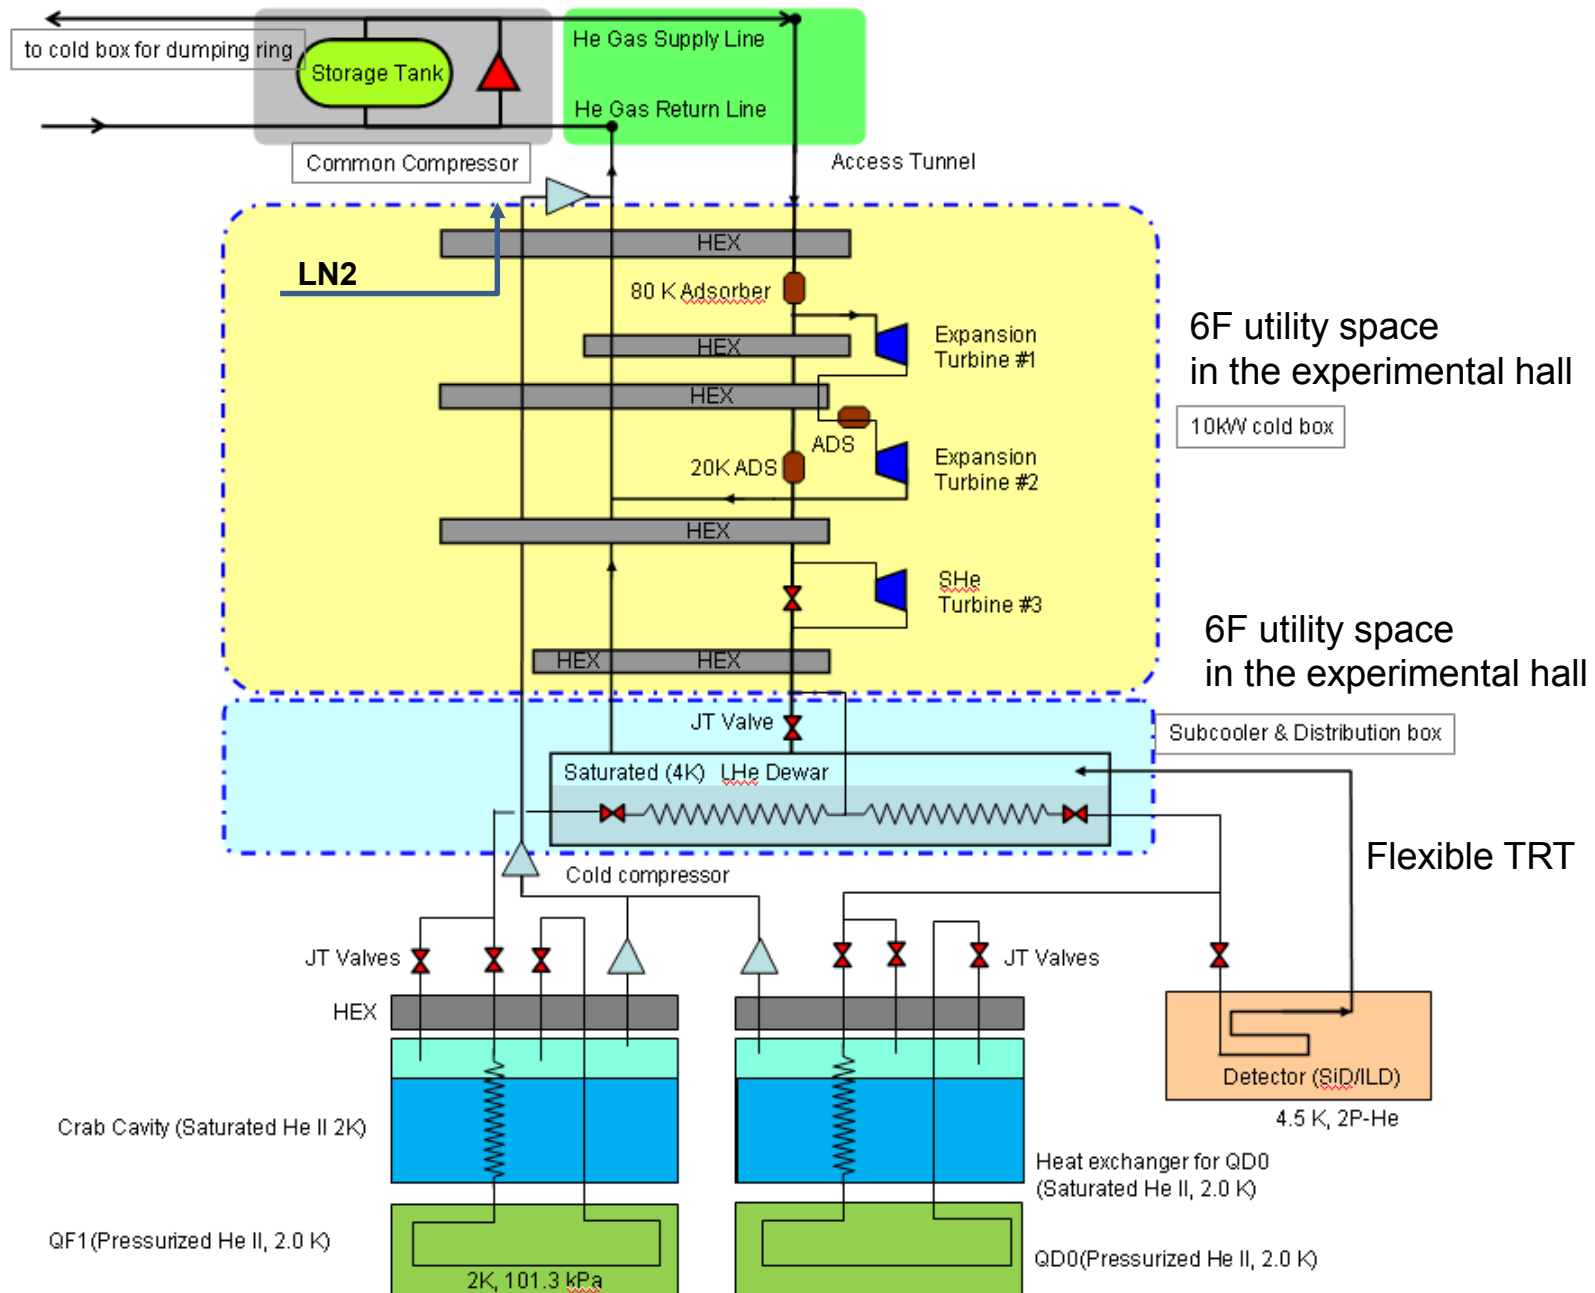 He Gas Supply Line
to cold box for dumping ring
Storage Tank
He Gas Return Line
Common Compressor
Access Tunnel
HEX
LN2
80 K Adsorber
6F utility space
in the experimental hall
Expansion
Turbine #1
HEX
HEX
10kW cold box
ADS
20K ADS
Expansion
Turbine #2
HEX
SHe
Turbine #3
6F utility space
in the experimental hall
HEX
HEX
JT Valve
Subcooler & Distribution box
Saturated (4K) LHe Dewar
Flexible TRT
Cold compressor
JT Valves
JT Valves
HEX
Detector (SiD/ILD)
4.5 K, 2P-He
Crab Cavity (Saturated He II 2K)
Heat exchanger for QD0
(Saturated He II, 2.0 K)
QF1(Pressurized He II, 2.0 K)
QD0(Pressurized He II, 2.0 K)
2K, 101.3 kPa